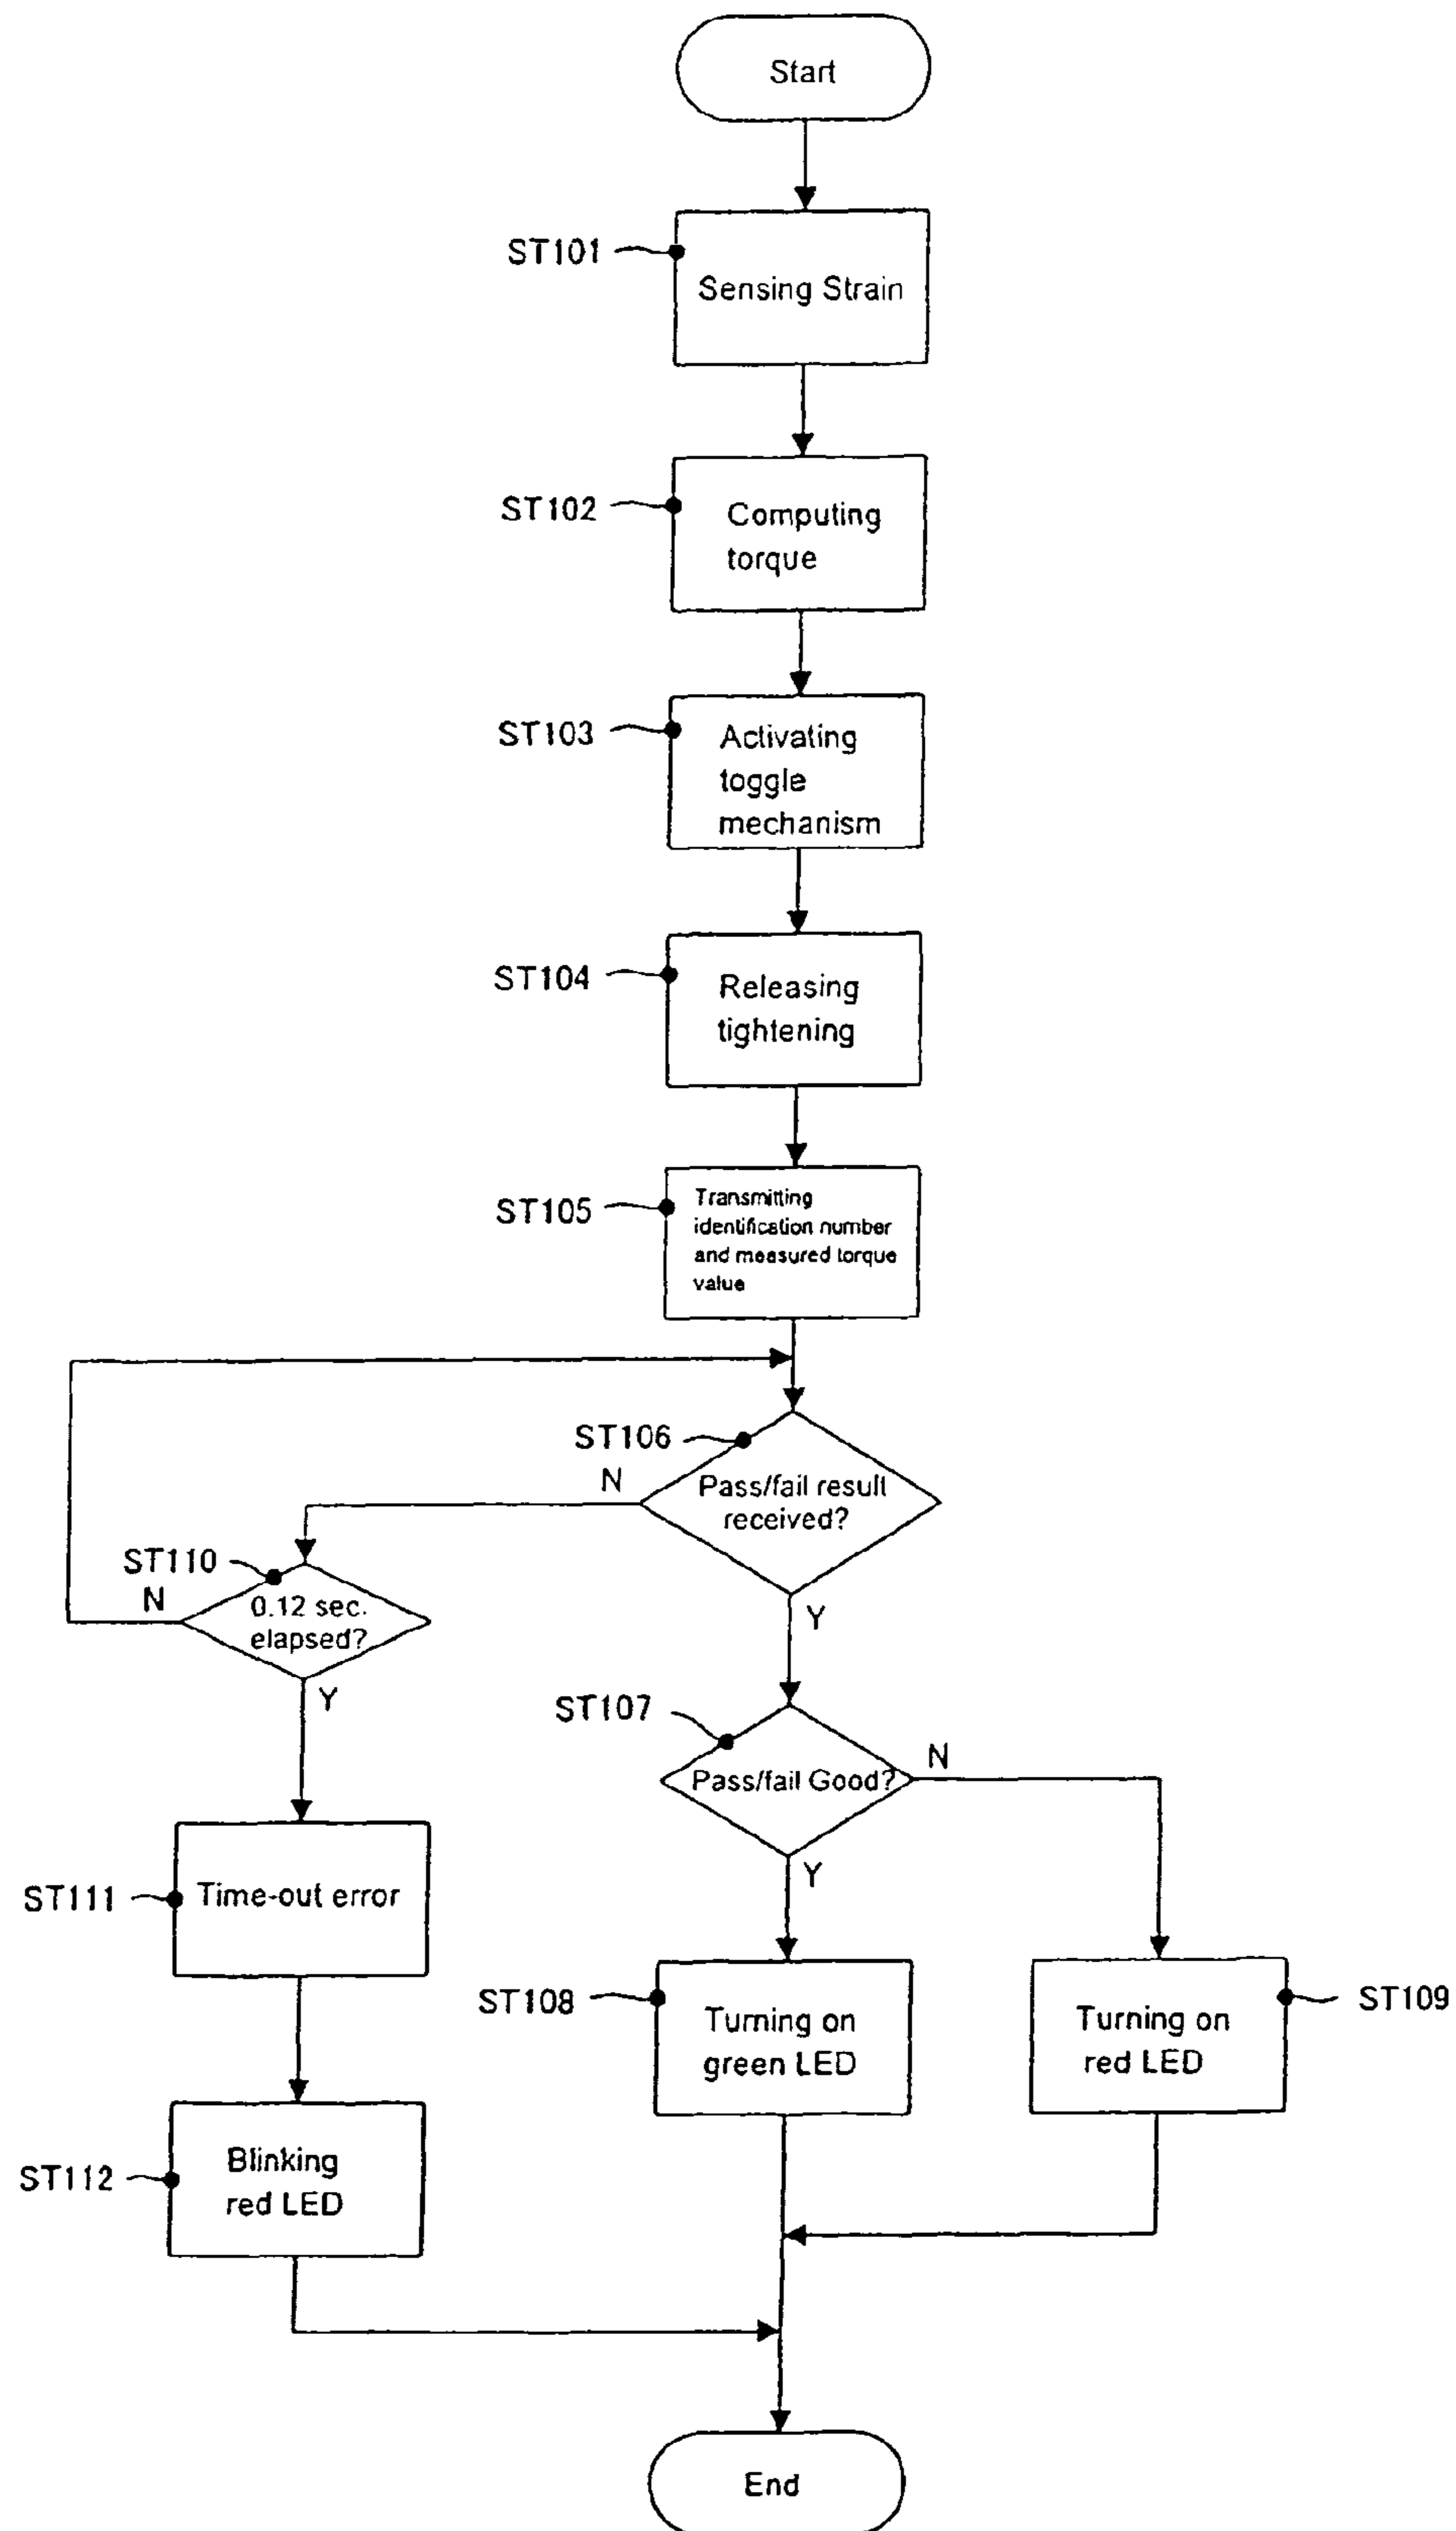 Start
ST101
Sensing Strain
ST102
Computing
torque
ST103
Activating
toggle
mechanism
ST104
Releasing
tightening
ST105
Transmitting
identification number
and measured torque
value
ST106
N
Pass/fail result
received?
Y
ST110
N
0.12 sec.
elapsed?
Y
ST107
Pass/fail Good?
N
Y
ST111
Time-out error
ST108
Turning on
green LED
Turning on
red LED
ST109
ST112
Blinking
red LED
End